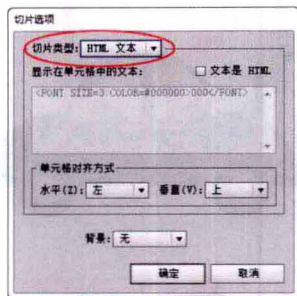 切片选项
切片类型: HTML 文本
显示在单元格中的文本: 文本是 HTML
<FONT SIZE=3 COLOR=#000000>000</FONT>
单元格对齐方式
水平(Z): 左 垂直(V): 上
背景: 无
确定 取消